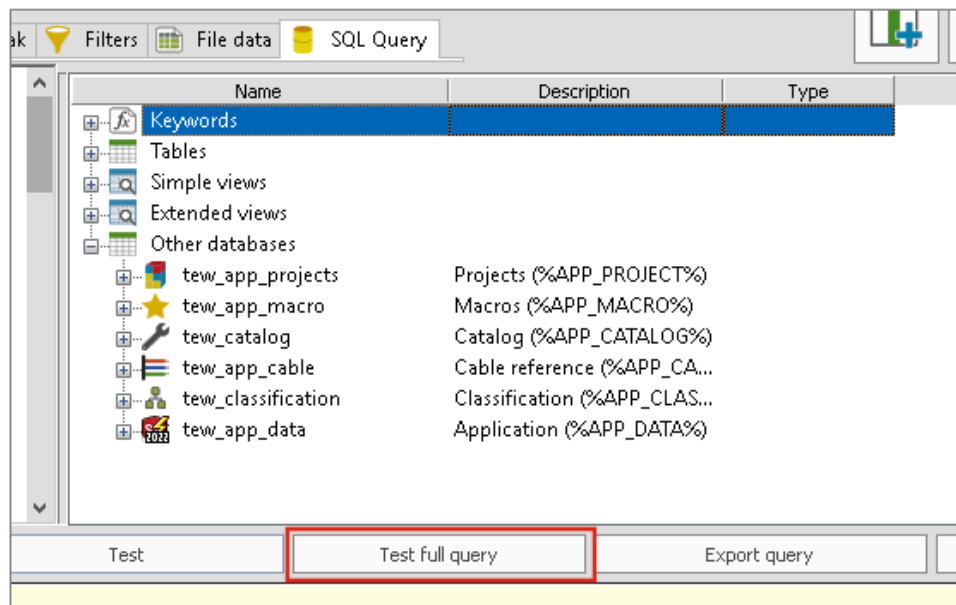 ak Filters File data SQL Query
Name Description Type
Keywords
Tables
Simple views
Extended views
Other databases
tew_app_projects Projects (%APP_PROJECT%)
tew_app_macro Macros (%APP_MACRO%)
tew_catalog Catalog (%APP_CATALOG%)
tew_app_cable Cable reference (%APP_CA...
tew_classification Classification (%APP_CLAS...
2022 tew_app_data Application (%APP_DATA%)
Test Test full query Export query